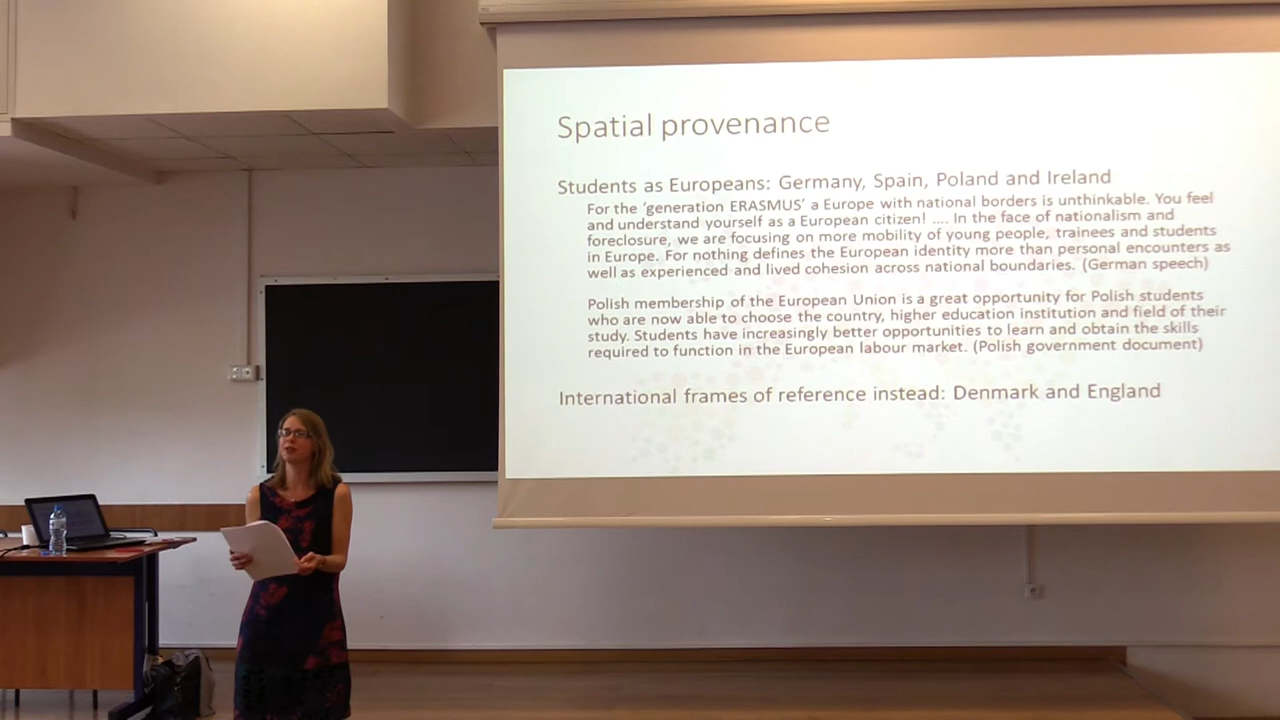 Spatial provenance
Students as Europeans: Germany, Spain, Poland and Ireland
For the 'generation ERASMUS' a Europe with national borders is unthinkable. You feel
and understand yourself as a European citizen! .... In the face of nationalism and
foreclosure, we are focusing on more mobility of young people, trainees and students
in Europe. For nothing defines the European identity more than personal encounters as
well as experienced and lived cohesion across national boundaries. (German speech)
Polish membership of the European Union is a great opportunity for Polish students
who are now able to choose the country, higher education institution and field of their
study. Students have increasingly better opportunities to learn and obtain the skills
required to function in the European labour market. (Polish government document)
International frames of reference instead: Denmark and England